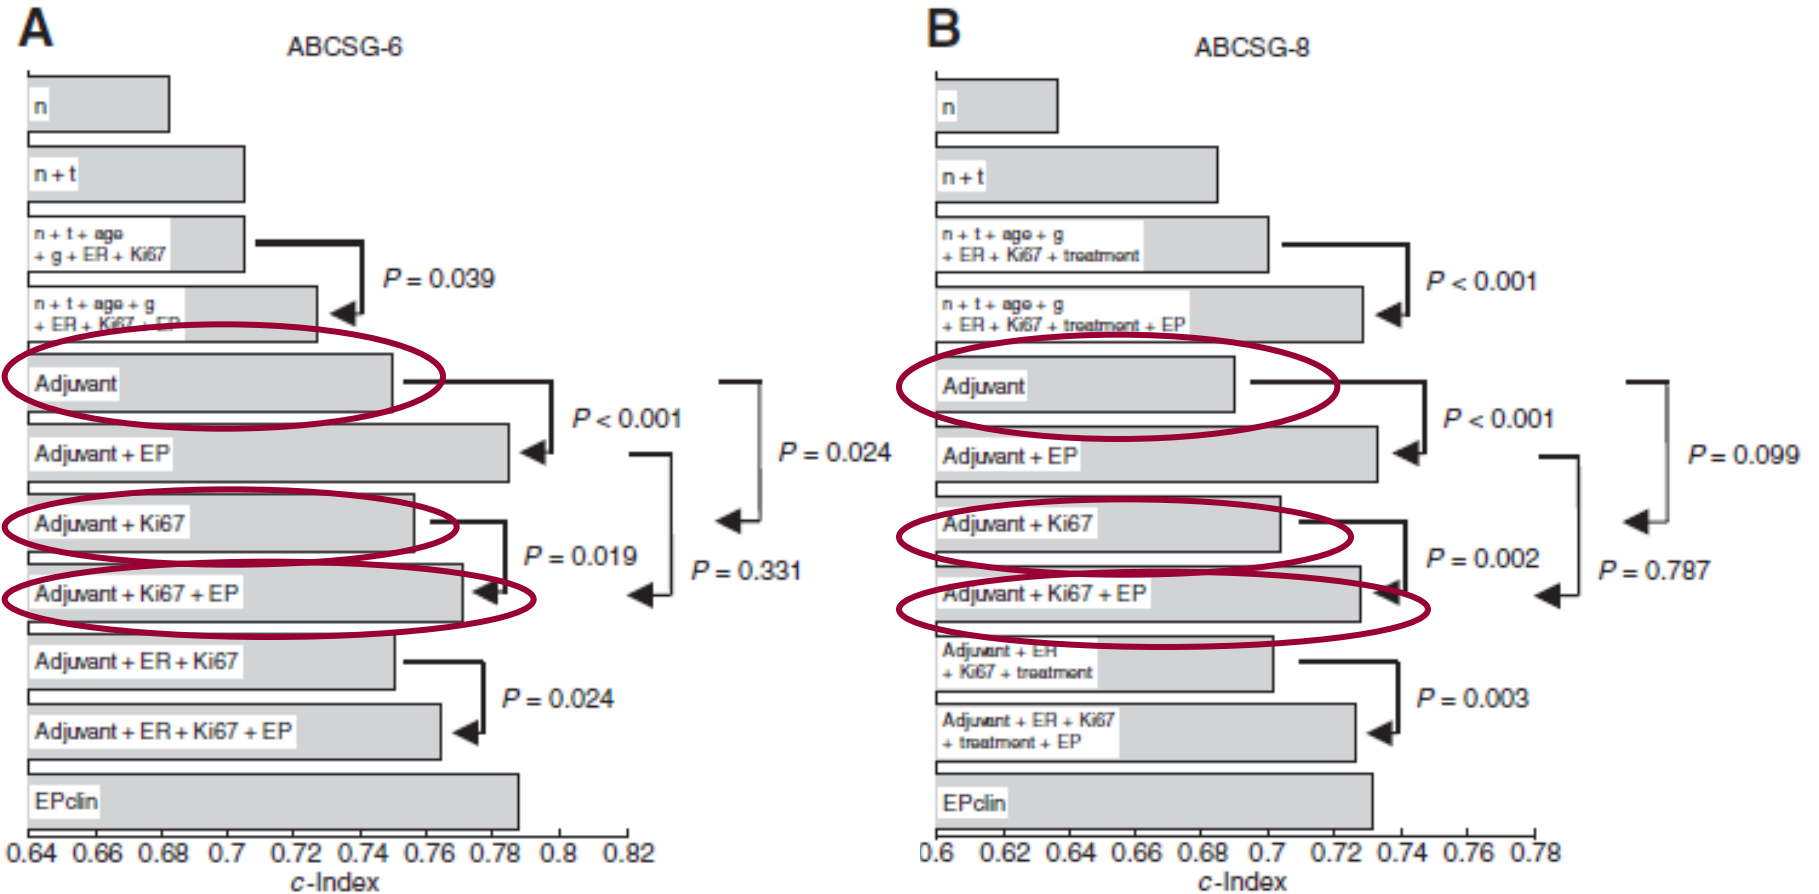 A
ABCSG-6
n
n + t
n + t + age
+ g + ER + Ki67
P = 0.039
n + t + age + g
+ ER + Ki67 + EP
Adjuvant
P < 0.001
Adjuvant + EP
P = 0.024
Adjuvant + Ki67
P = 0.019
P = 0.331
Adjuvant + Ki67 + EP
Adjuvant + ER + Ki67
P = 0.024
Adjuvant + ER + Ki67 + EP
EPclin
0.64 0.66 0.68 0.7 0.72 0.74 0.76 0.78 0.8 0.82
c-Index
B
ABCSG-8
n
n + t
n + t + age + g
+ ER + Ki67 + treatment
P < 0.001
n + t + age + g
+ ER + Ki67 + treatment + EP
Adjuvant
P < 0.001
Adjuvant + EP
P = 0.099
Adjuvant + Ki67
P = 0.002
P = 0.787
Adjuvant + Ki67 + EP
Adjuvant + ER
+ Ki67 + treatment
P = 0.003
Adjuvant + ER + Ki67
+ treatment + EP
EPclin
0.6 0.62 0.64 0.66 0.68 0.7 0.72 0.74 0.76 0.78
c-Index